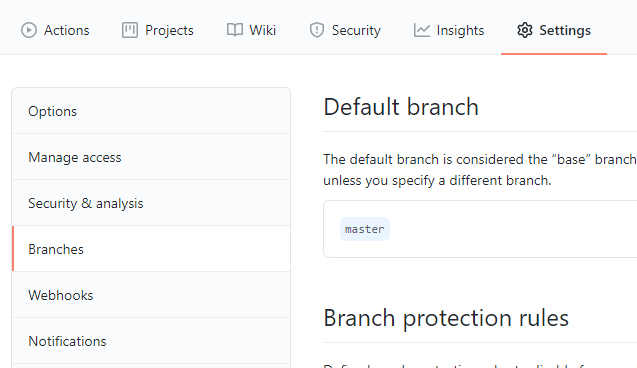 Actions Projects Wiki Security Insights Settings
Options
Manage access
Security & analysis
Branches
Webhooks
Notifications
Default branch
The default branch is considered the “base” branch
unless you specify a different branch.
master
Branch protection rules